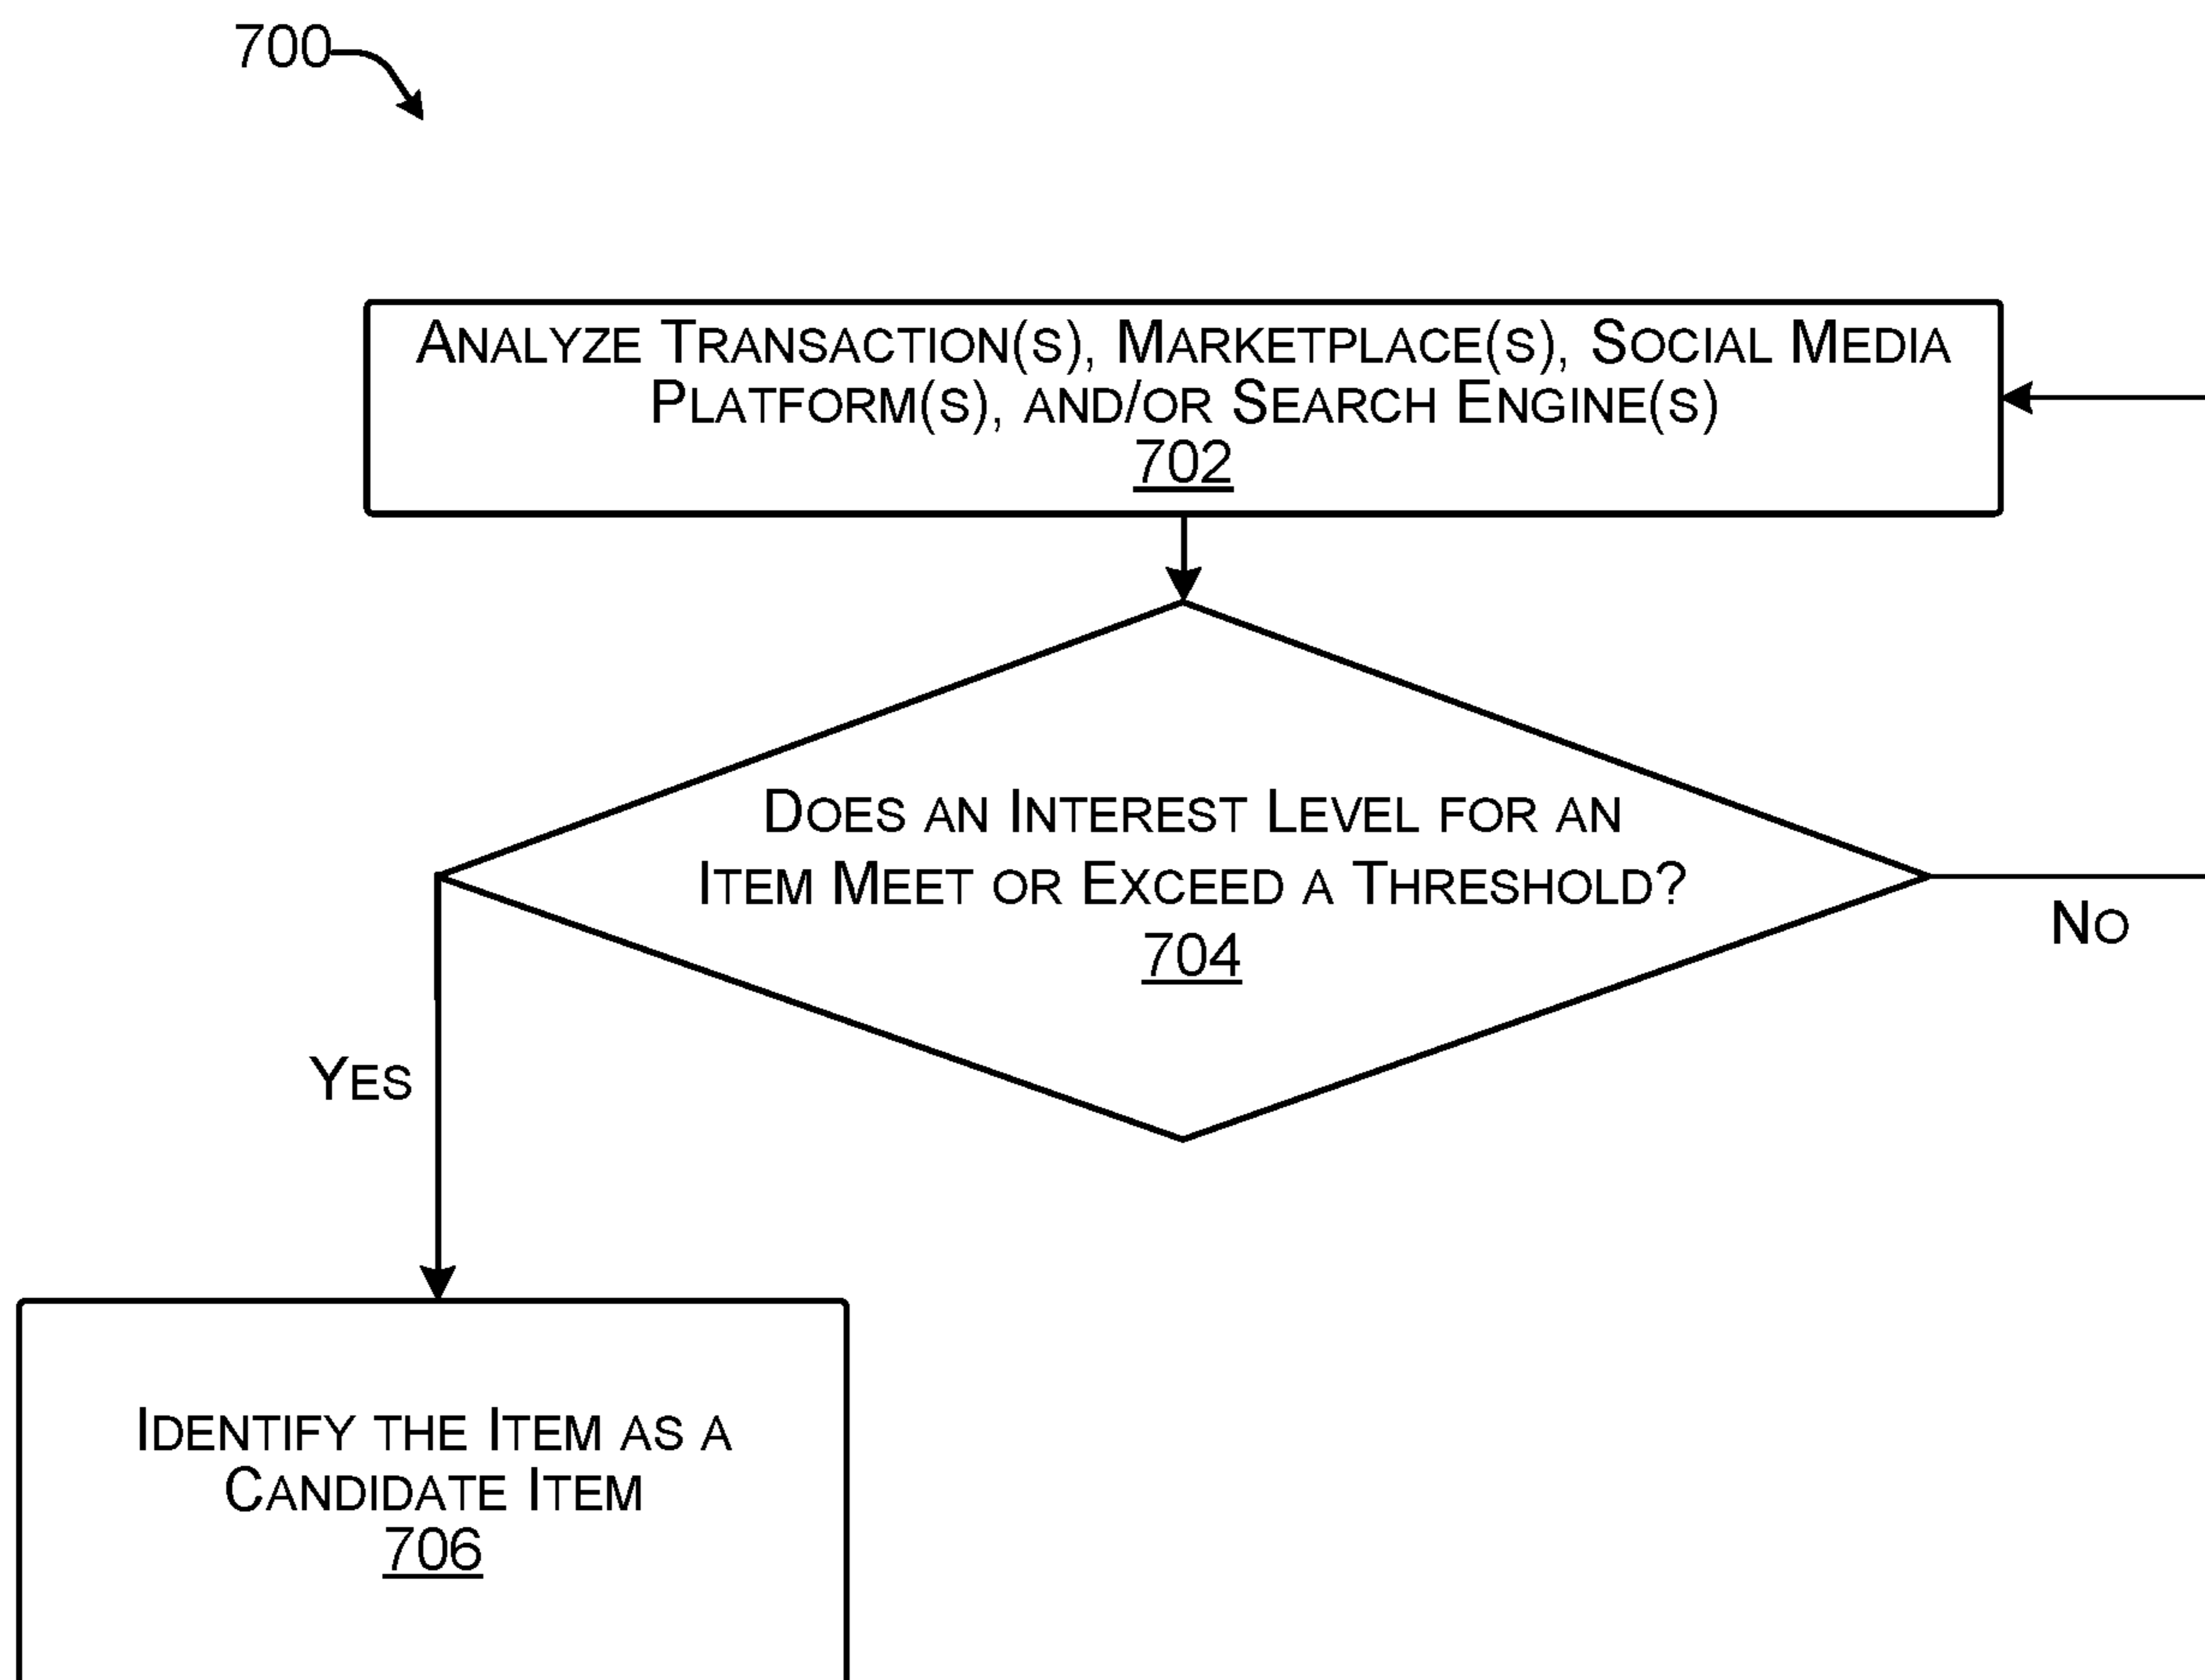 700
Analyze Transaction(s), Marketplace(s), Social Media
Platform(s), and/or Search Engine(s)
702
Does an Interest Level for an
Item Meet or Exceed a Threshold?
704
No
Yes
Identify the Item as a
Candidate Item
706